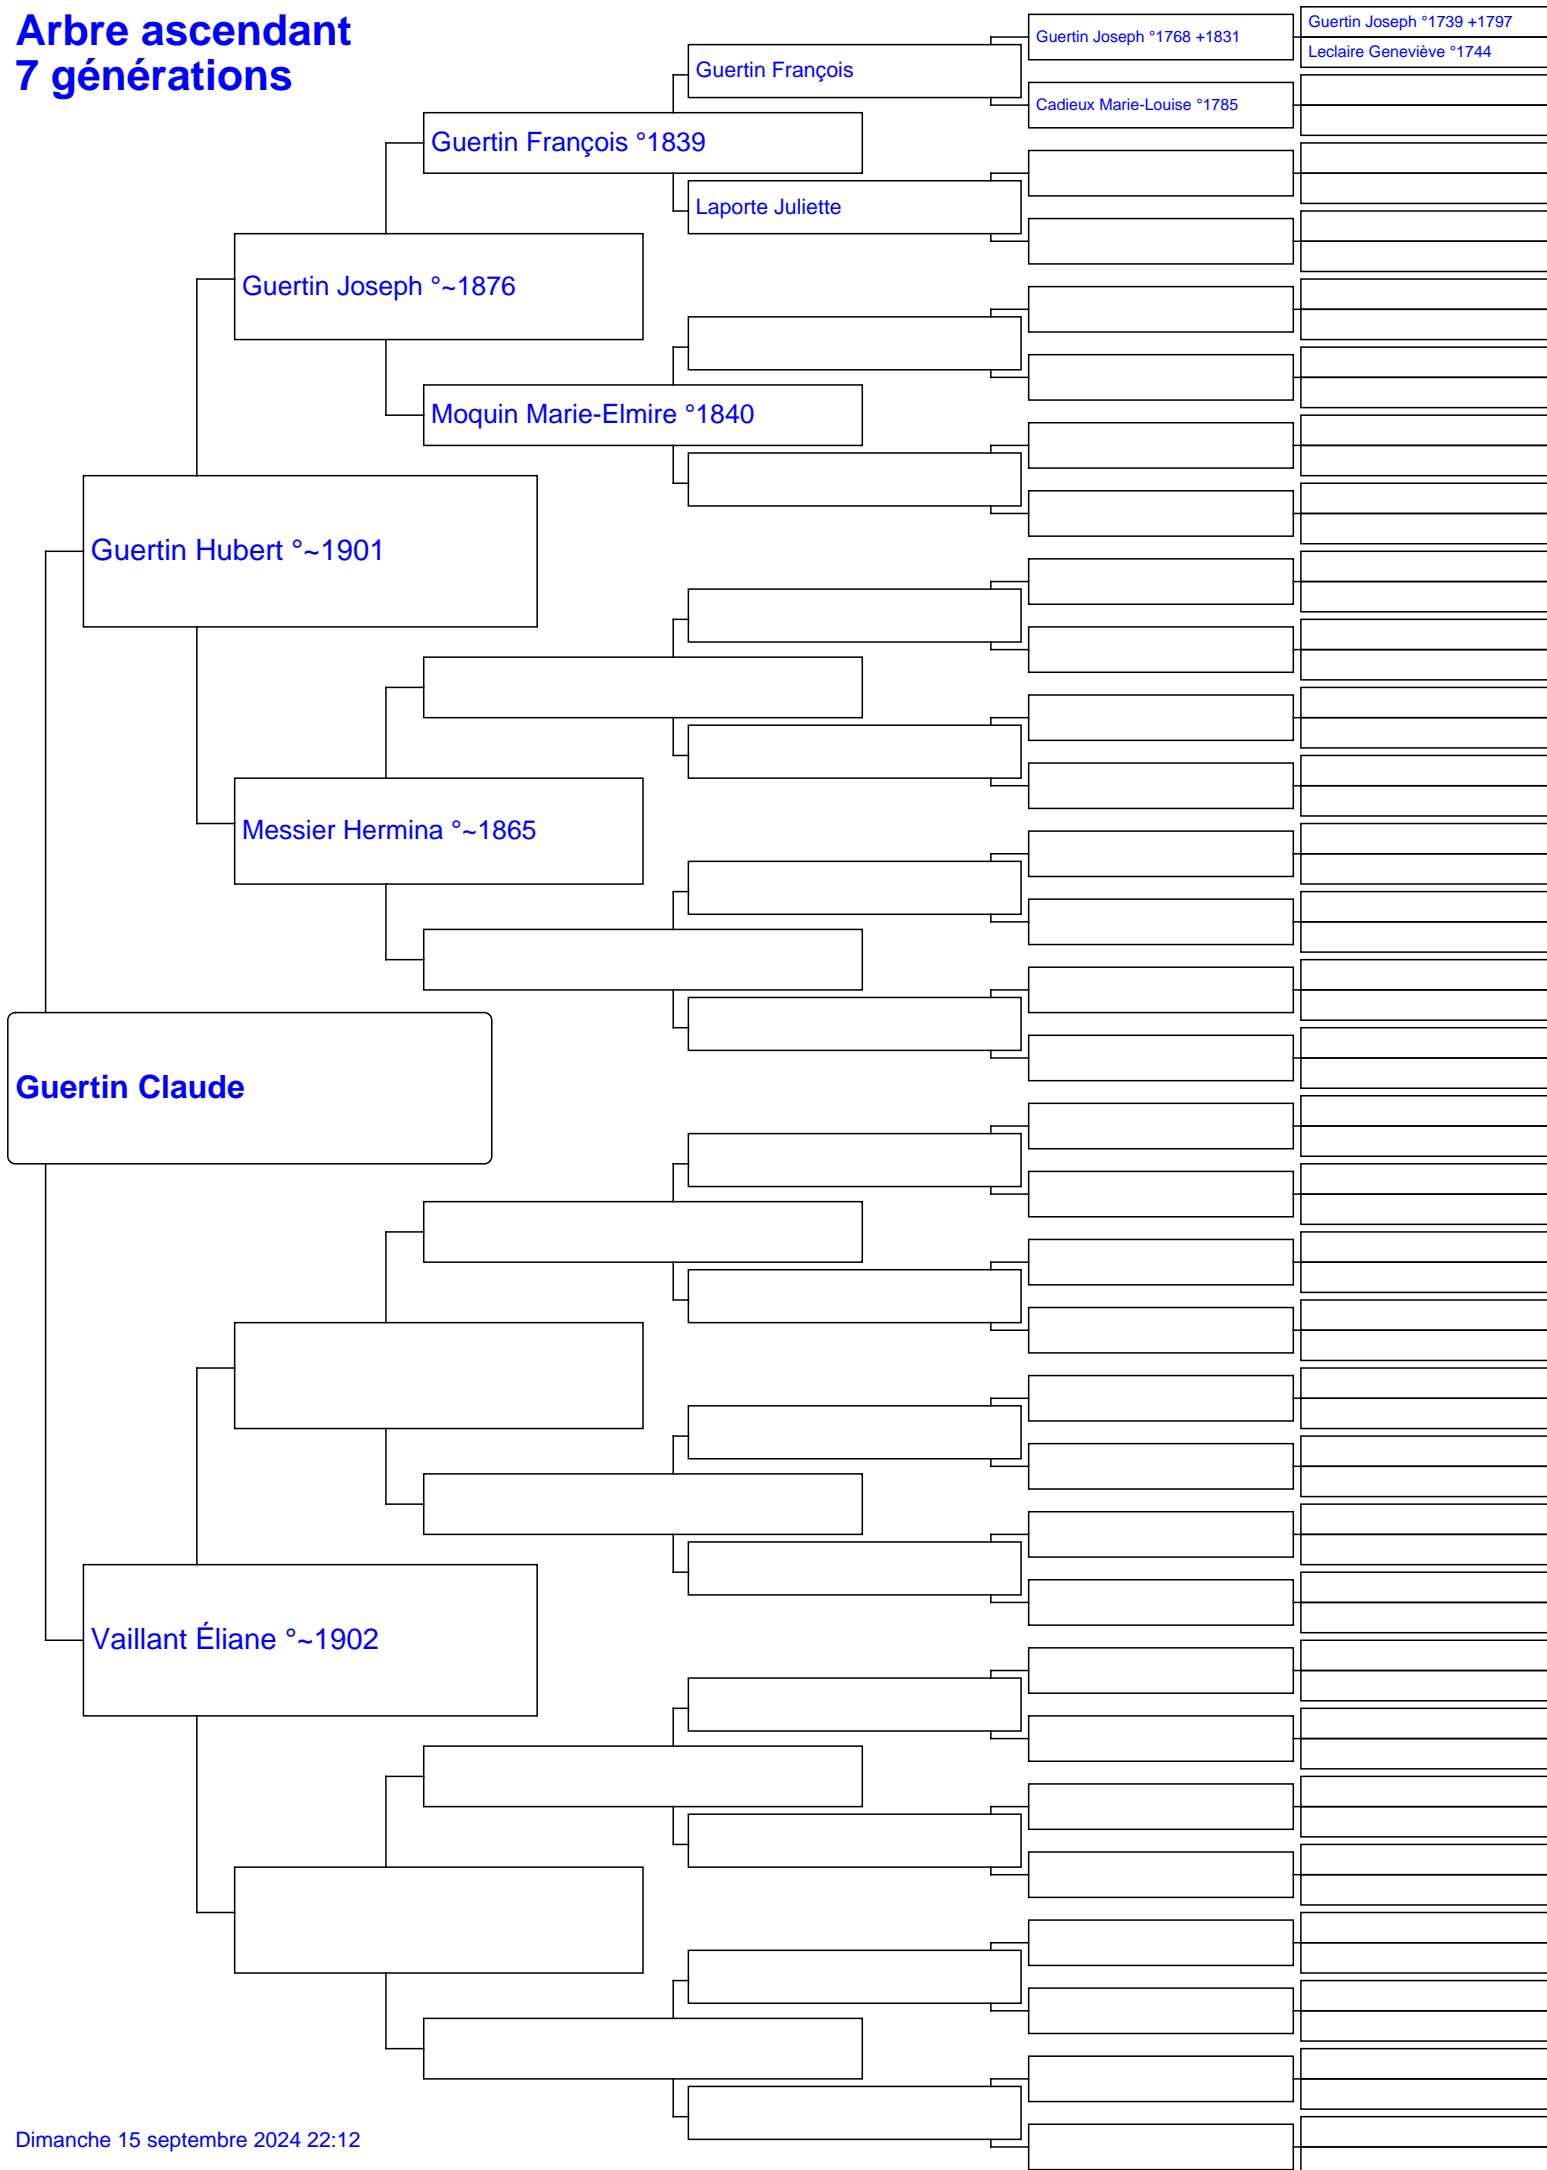 Arbre ascendant
7 générations
Guertin Joseph °1739 +1797
Guertin Joseph °1768 +1831
Leclaire Geneviève °1744
Guertin François
Cadieux Marie-Louise °1785
Guertin François °1839
Laporte Juliette
Guertin Joseph °~1876
Moquin Marie-Elmire °1840
Guertin Hubert °~1901
Messier Hermina °~1865
Guertin Claude
Vaillant Éliane °~1902
Dimanche 15 septembre 2024 22:12